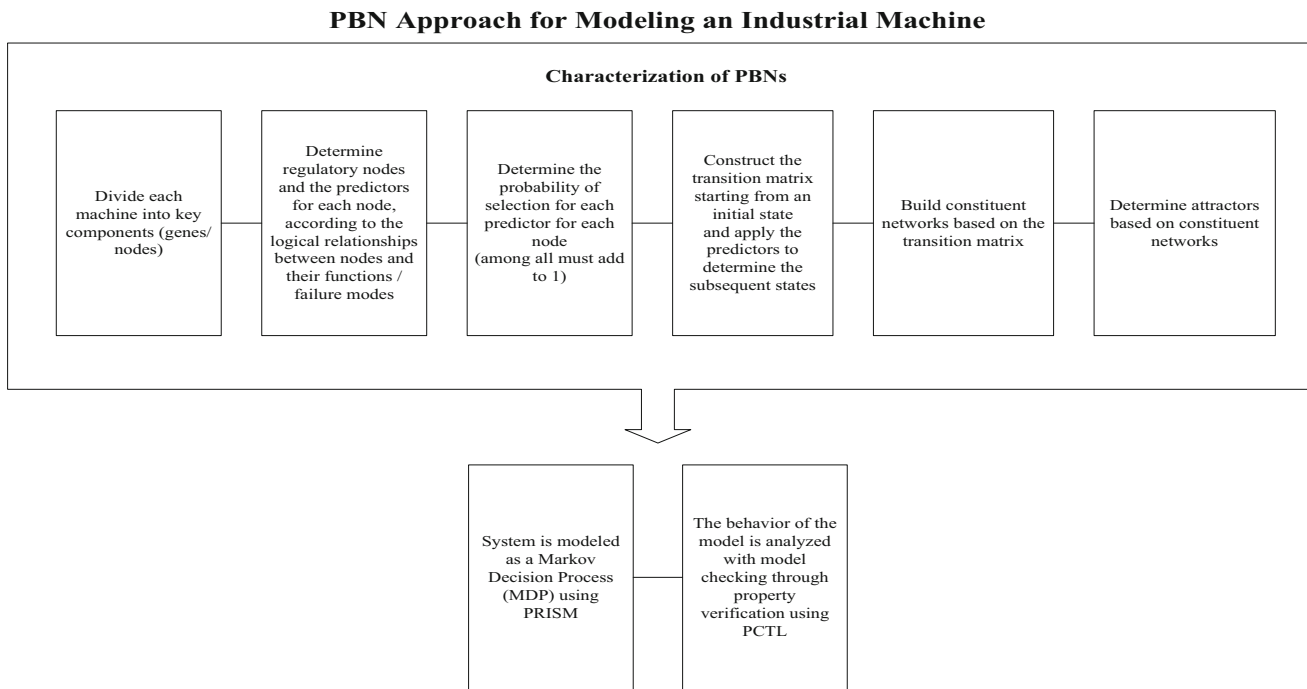 PBN Approach for Modeling an Industrial Machine
Characterization of PBNs
Divide each
machine into key
components (genes/
nodes)
Determine
regulatory nodes
and the predictors
for each node,
according to the
logical relationships
between nodes and
their functions /
failure modes
Determine the
probability of
selection for each
predictor for each
node
(among all must add
to 1)
Construct the
transition matrix
starting from an
initial state
and apply the
predictors to
determine the
subsequent states
Build constituent
networks based on the
transition matrix
Determine attractors
based on constituent
networks
System is modeled
as a Markov
Decision Process
(MDP) using
PRISM
The behavior of the
model is analyzed
with model
checking through
property
verification using
PCTL